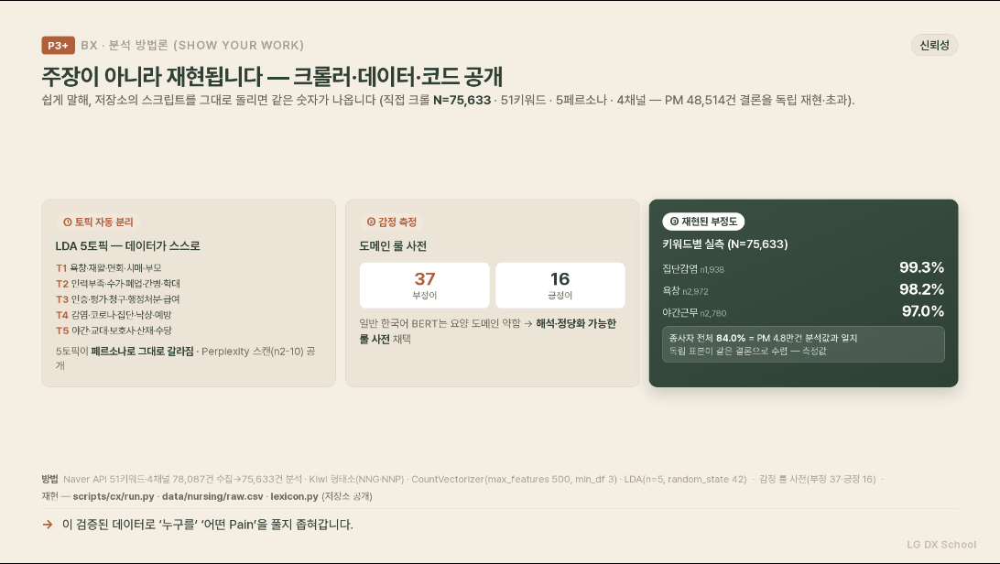 P3+ BX · 분석 방법론 (SHOW YOUR WORK)
신뢰성
주장이 아니라 재현됩니다 — 크롤러·데이터·코드 공개
쉽게 말해, 저장소의 스크립트를 그대로 돌리면 같은 숫자가 나옵니다 (직접 크롤 N=75,633 · 51키워드 · 5페르소나 · 4채널 — PM 48,514건 결론을 독립 재현·초과).
① 토픽 자동 분리
LDA 5토픽 — 데이터가 스스로
T1 욕창·재활·면회·치매·부모
T2 인력부족·수가·폐업·간병·학대
T3 인증·평가·청구·행정처분·급여
T4 감염·코로나·집단·낙상·예방
T5 야간·교대·보호사·산재·수당
5토픽이 페르소나로 그대로 갈라짐 · Perplexity 스캔(n2-10) 공
개
② 감정 측정
도메인 룰 사전
37
부정어
16
긍정어
일반 한국어 BERT는 요양 도메인 약함 → 해석·정당화 가능한
룰 사전 채택
③ 재현된 부정도
키워드별 실측 (N=75,633)
집단감염 n1,938 99.3%
욕창 n2,972 98.2%
야간근무 n2,780 97.0%
종사자 전체 84.0% = PM 4.8만건 분석값과 일치
독립 표본이 같은 결론으로 수렴 — 측정값
방법 Naver API 51키워드·4채널 78,087건 수집→75,633건 분석 · Kiwi 형태소(NNG·NNP) · CountVectorizer(max_features 500, min_df 3) · LDA(n=5, random_state 42) · 감정 룰 사전(부정 37·긍정 16) ·
재현 — scripts/cx/run.py · data/nursing/raw.csv · lexicon.py (저장소 공개)
→ 이 검증된 데이터로 ‘누구를’ ‘어떤 Pain’을 풀지 좁혀갑니다.
LG DX School